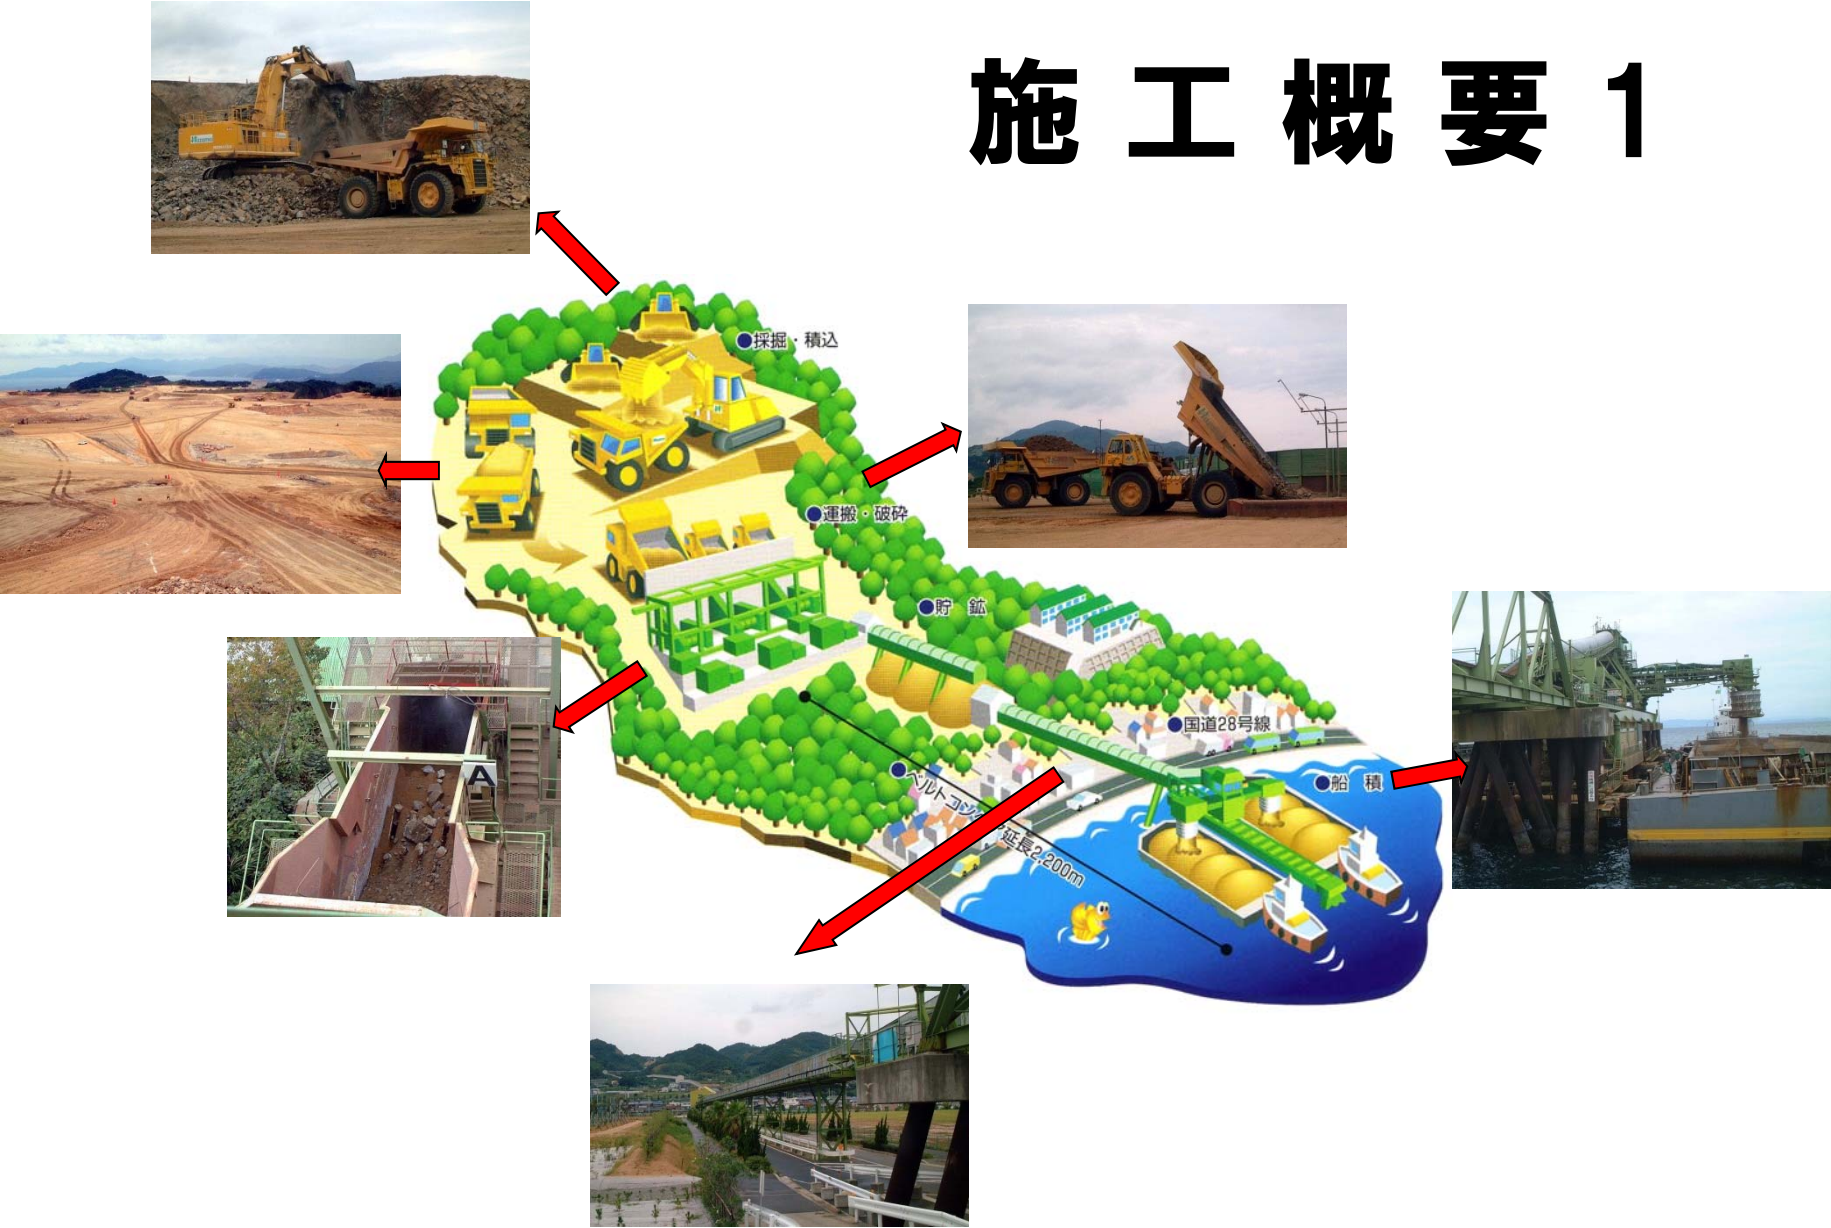 施工概要1
●採掘・積込
●運搬・破砕
●貯 鉱
●国道28号線
●ベルトコンベア延長2,200m
●船 積
A